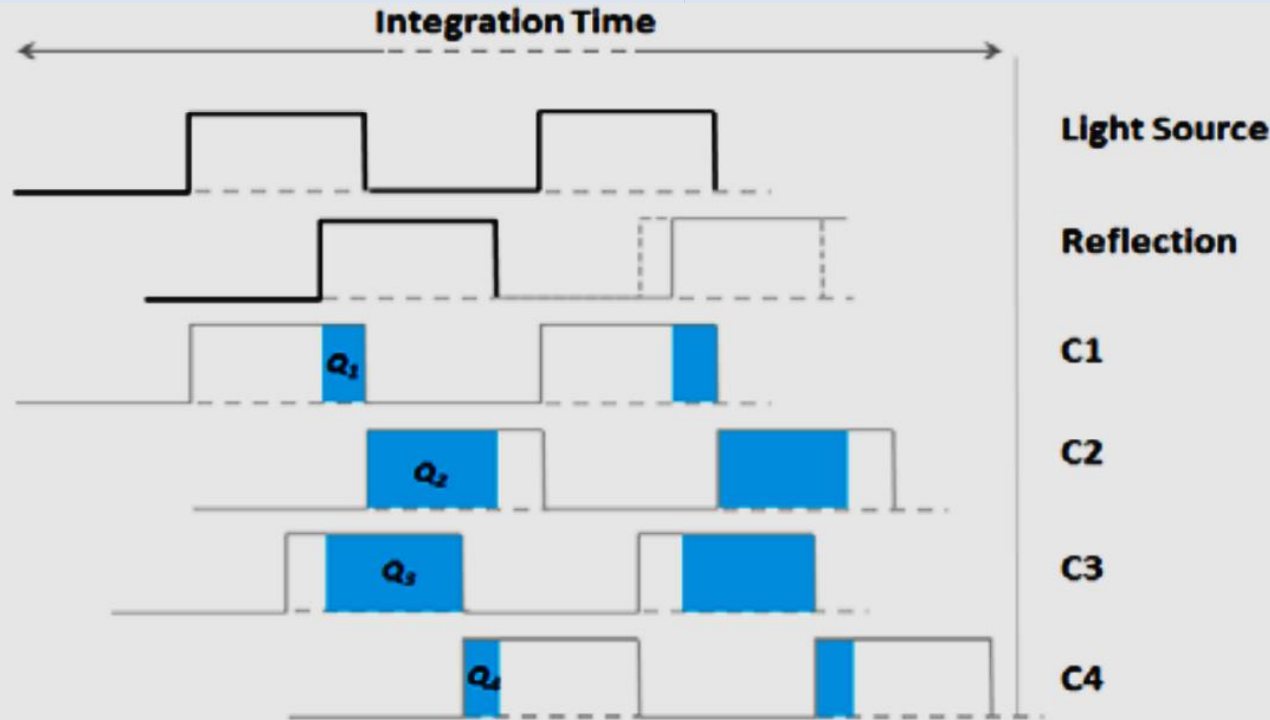 Integration Time
Light Source
Reflection
Q₁
C1
Q₂
C2
Q₃
C3
Q₄
C4